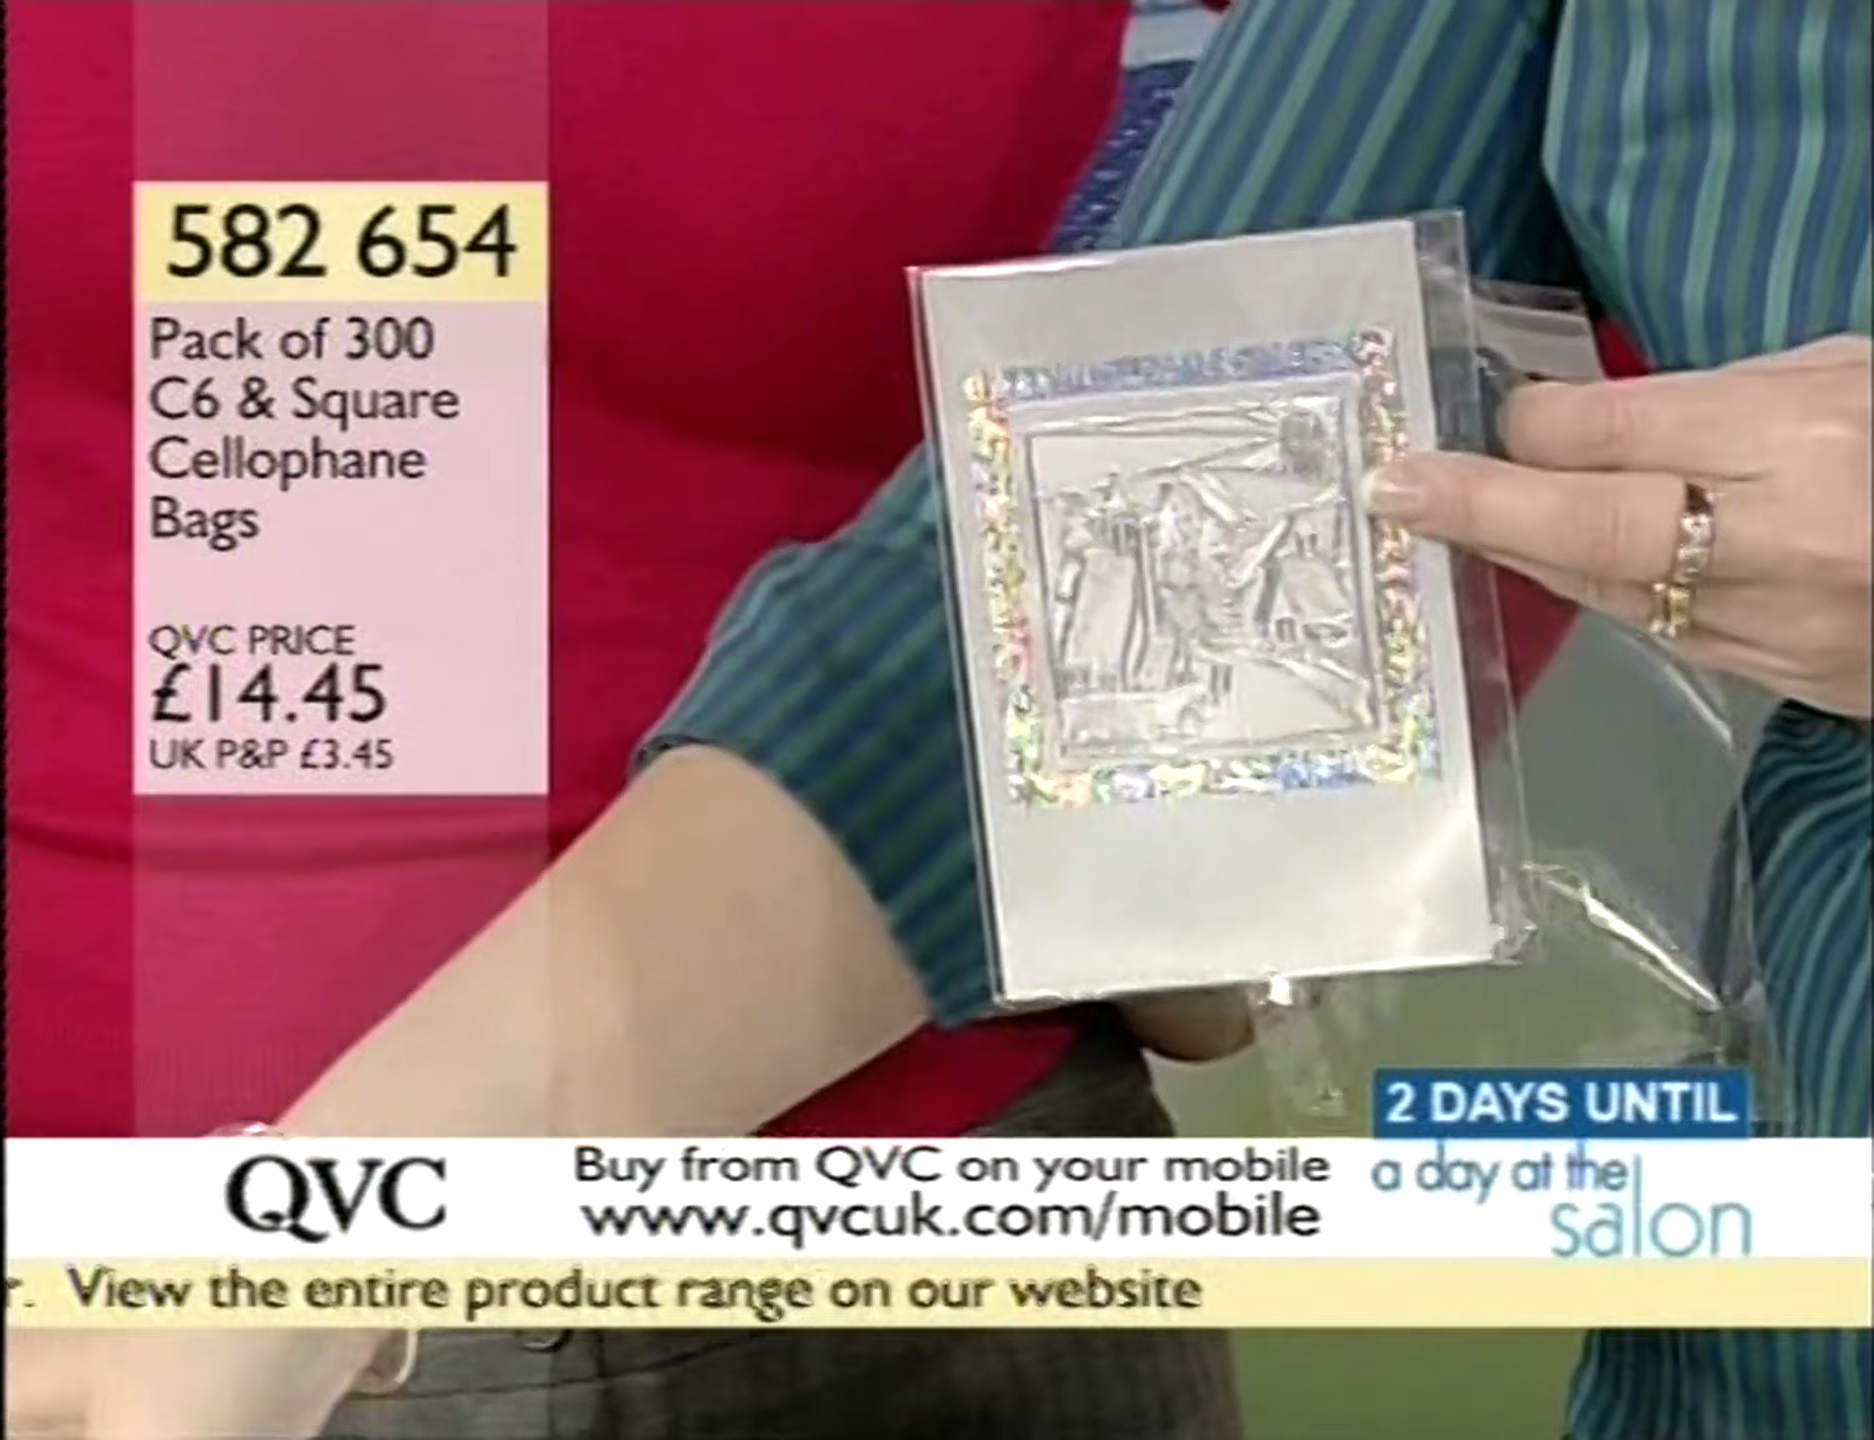 582 654
Pack of 300
C6 & Square
Cellophane
Bags
QVC PRICE
£14.45
UK P&P £3.45
2 DAYS UNTIL
a day at the
salon
QVC
Buy from QVC on your mobile
www.qvcuk.com/mobile
r. View the entire product range on our website